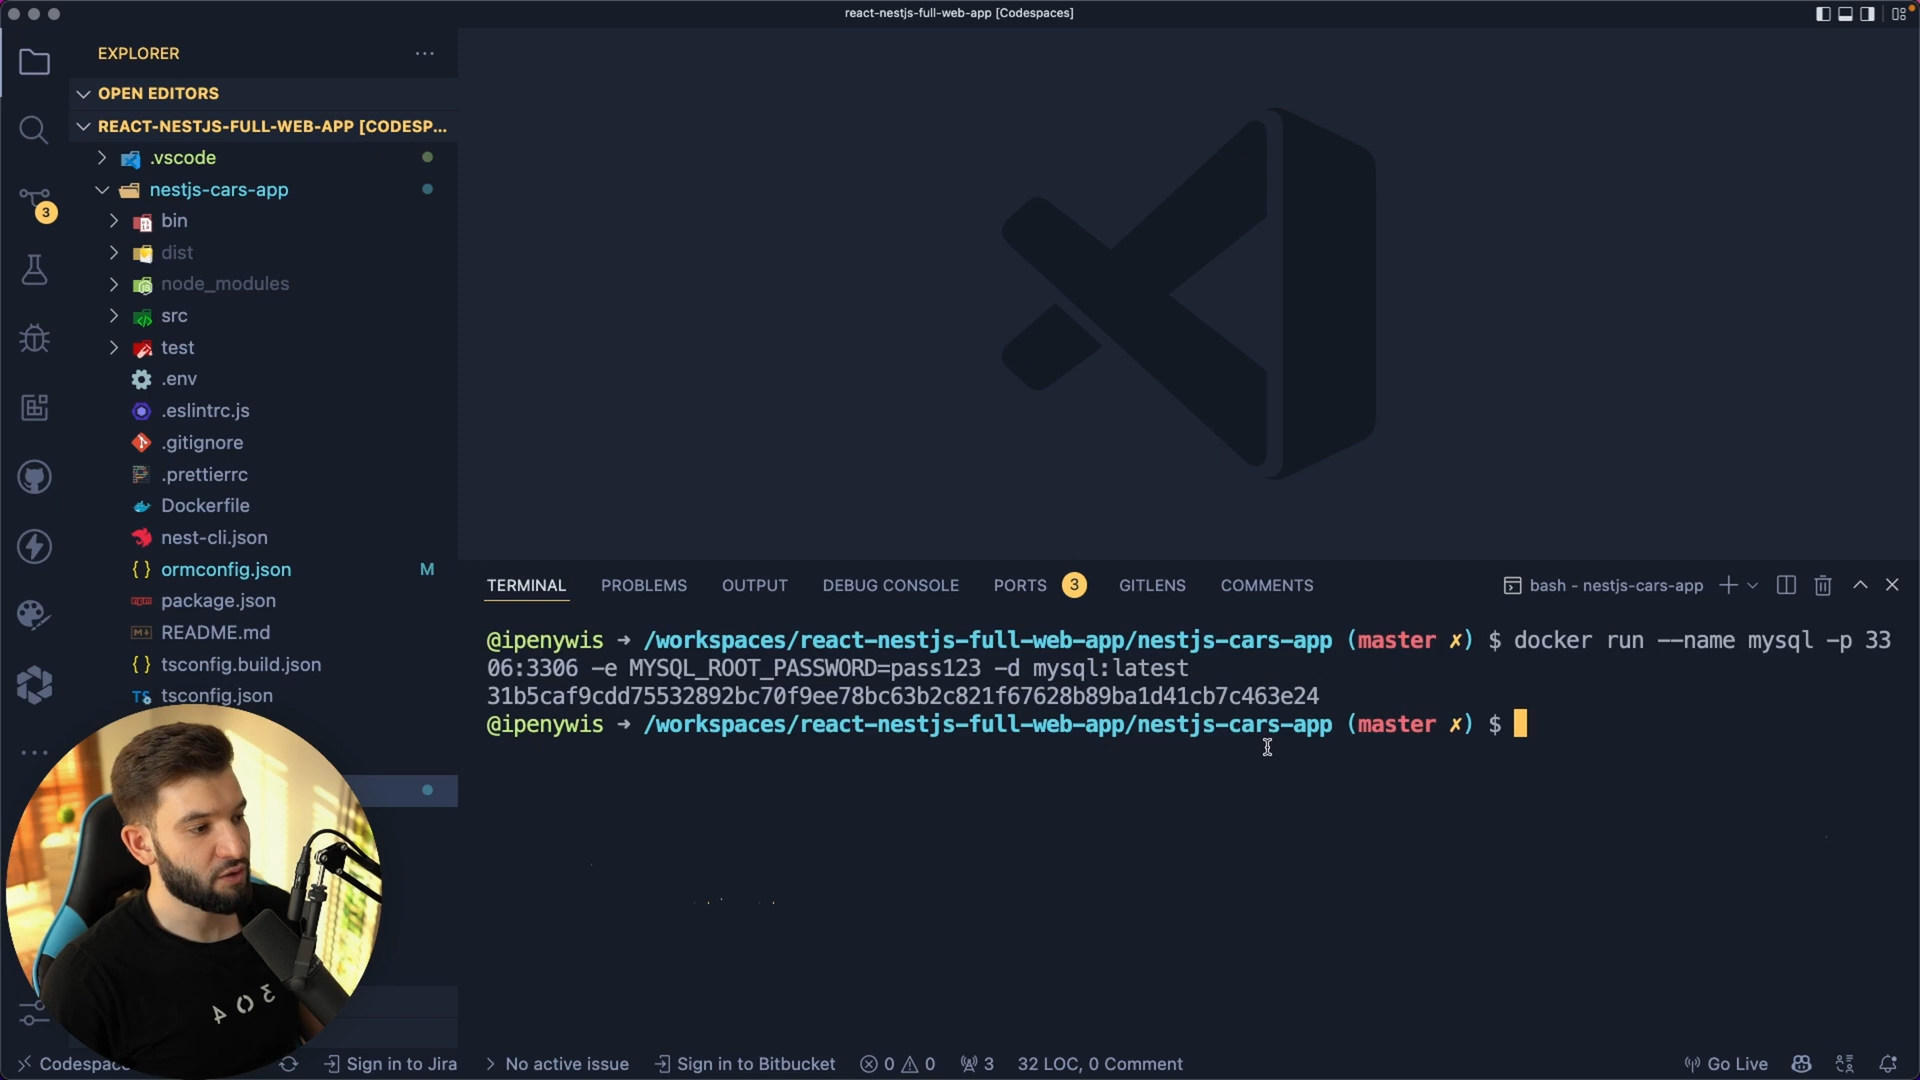 react-nestjs-full-web-app [Codespaces]
EXPLORER
OPEN EDITORS
REACT-NESTJS-FULL-WEB-APP [CODESP...
.vscode
nestjs-cars-app
3
bin
dist
node_modules
src
test
.env
.eslintrc.js
.gitignore
.prettierrc
Dockerfile
nest-cli.json
ormconfig.json M
package.json
README.md
tsconfig.build.json
tsconfig.json
TERMINAL PROBLEMS OUTPUT DEBUG CONSOLE PORTS 3 GITLENS COMMENTS
bash - nestjs-cars-app
@ipenywis → /workspaces/react-nestjs-full-web-app/nestjs-cars-app (master ✗) $ docker run --name mysql -p 33
06:3306 -e MYSQL_ROOT_PASSWORD=pass123 -d mysql:latest
31b5caf9cdd75532892bc70f9ee78bc63b2c821f67628b89ba1d41cb7c463e24
@ipenywis → /workspaces/react-nestjs-full-web-app/nestjs-cars-app (master ✗) $
404
Codespac Sign in to Jira No active issue Sign in to Bitbucket 0 0 3 32 LOC, 0 Comment Go Live